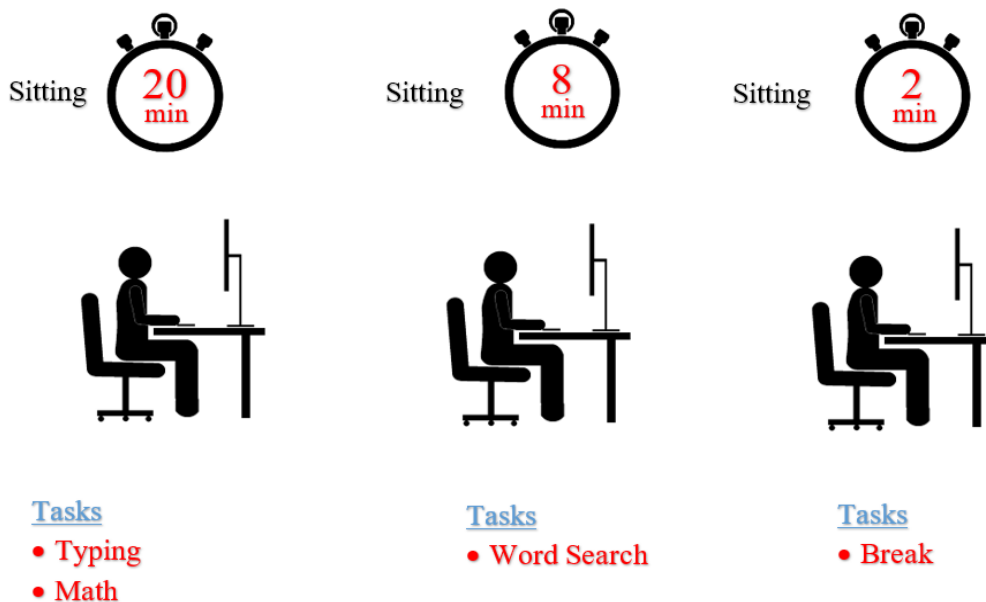 Sitting
20
min
Sitting
8
min
Sitting
2
min
Tasks
• Typing
• Math
Tasks
• Word Search
Tasks
• Break